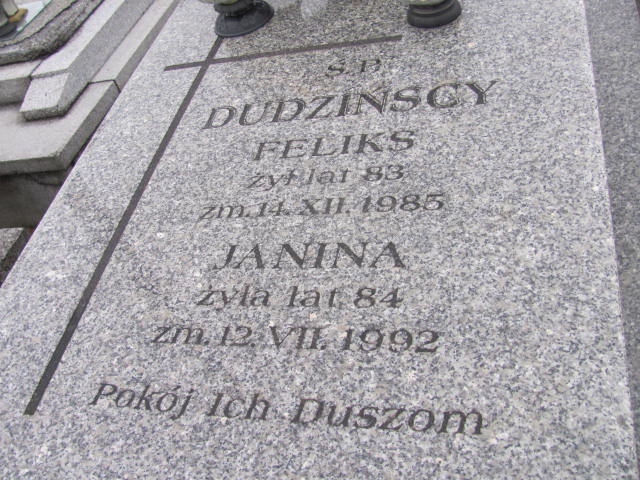 Ś.P.
DUDZIŃSCY
FELIKS
żył lat 83
zm. 14. XII. 1985
JANINA
żyła lat 84
zm. 12. VII. 1992
Pokój Ich Duszom